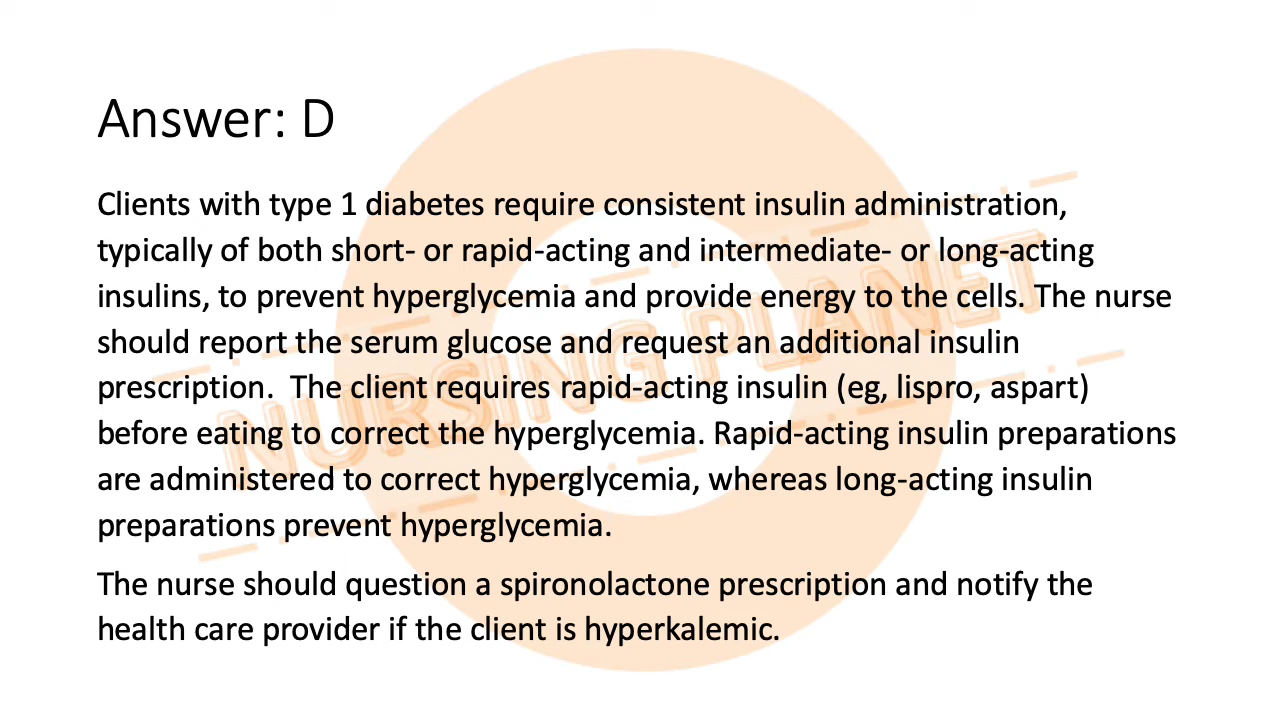 Answer: D
Clients with type 1 diabetes require consistent insulin administration,
typically of both short- or rapid-acting and intermediate- or long-acting
insulins, to prevent hyperglycemia and provide energy to the cells. The nurse
should report the serum glucose and request an additional insulin
prescription.  The client requires rapid-acting insulin (eg, lispro, aspart)
before eating to correct the hyperglycemia. Rapid-acting insulin preparations
are administered to correct hyperglycemia, whereas long-acting insulin
preparations prevent hyperglycemia.
The nurse should question a spironolactone prescription and notify the
health care provider if the client is hyperkalemic.
NURSING PLANET